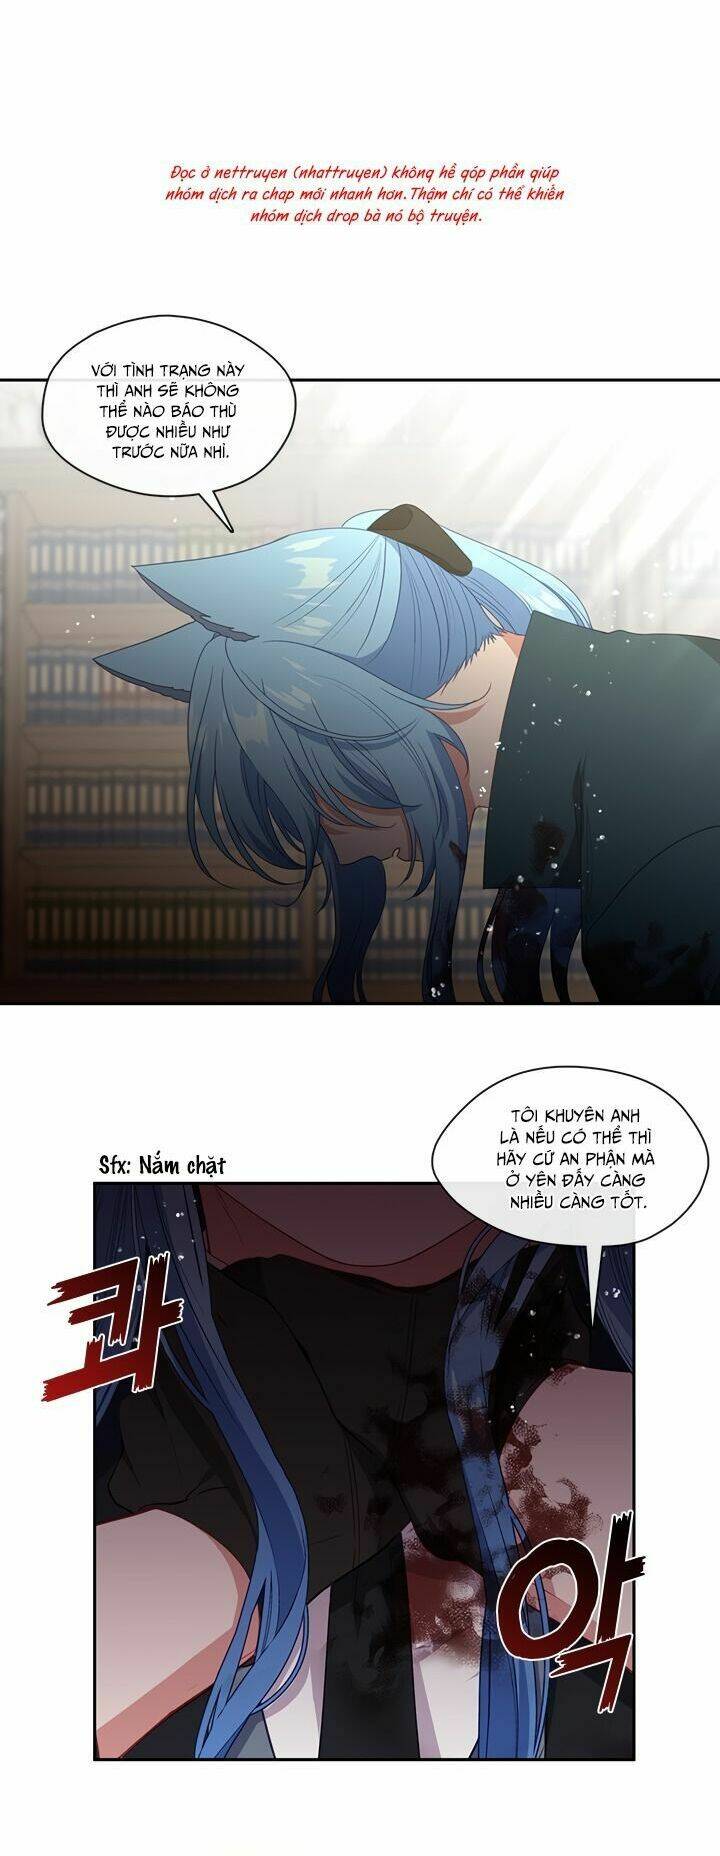 Đọc ở nettruyen (nhattruyen) không hề góp phần giúp
nhóm dịch ra chap mới nhanh hơn. Thậm chí có thể khiến
nhóm dịch drop bà nó bộ truyện.
VỚI TÌNH TRẠNG NÀY
THÌ ANH SẼ KHÔNG
THỂ NÀO BÁO THÙ
ĐƯỢC NHIỀU NHƯ
TRƯỚC NỮA NHỈ.
TÔI KHUYÊN ANH
LÀ NẾU CÓ THỂ THÌ
HÃY CỨ AN PHẬN MÀ
Ở YÊN ĐẤY CÀNG
NHIỀU CÀNG TỐT.
Sfx: Nắm chặt
콰
악